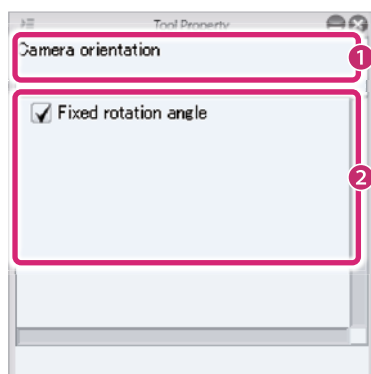 Tool Property
Camera orientation
1
Fixed rotation angle
2